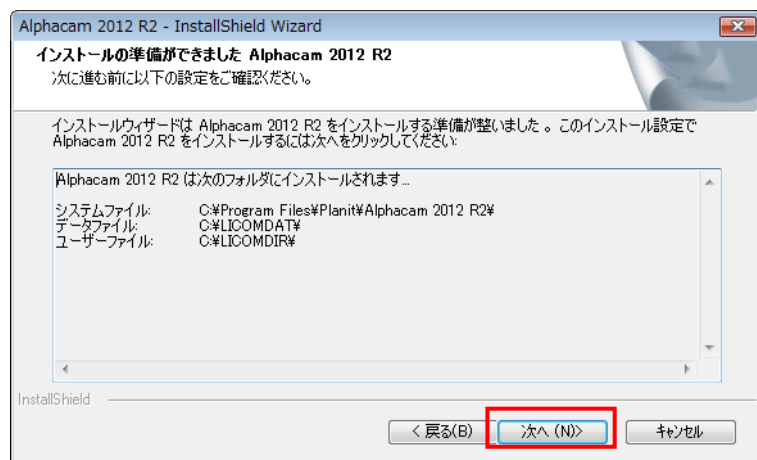 Alphacam 2012 R2 - InstallShield Wizard
インストールの準備ができました Alphacam 2012 R2
次に進む前に以下の設定をご確認ください。
インストールウィザードは Alphacam 2012 R2 をインストールする準備が整いました 。このインストール設定で
Alphacam 2012 R2 をインストールするには次へをクリックしてください:
Alphacam 2012 R2 は次のフォルダにインストールされます...
システムファイル: C:¥Program Files¥Planit¥Alphacam 2012 R2¥
データファイル: C:¥LICOMDAT¥
ユーザーファイル: C:¥LICOMDIR¥
InstallShield
< 戻る(B) 次へ (N)> キャンセル